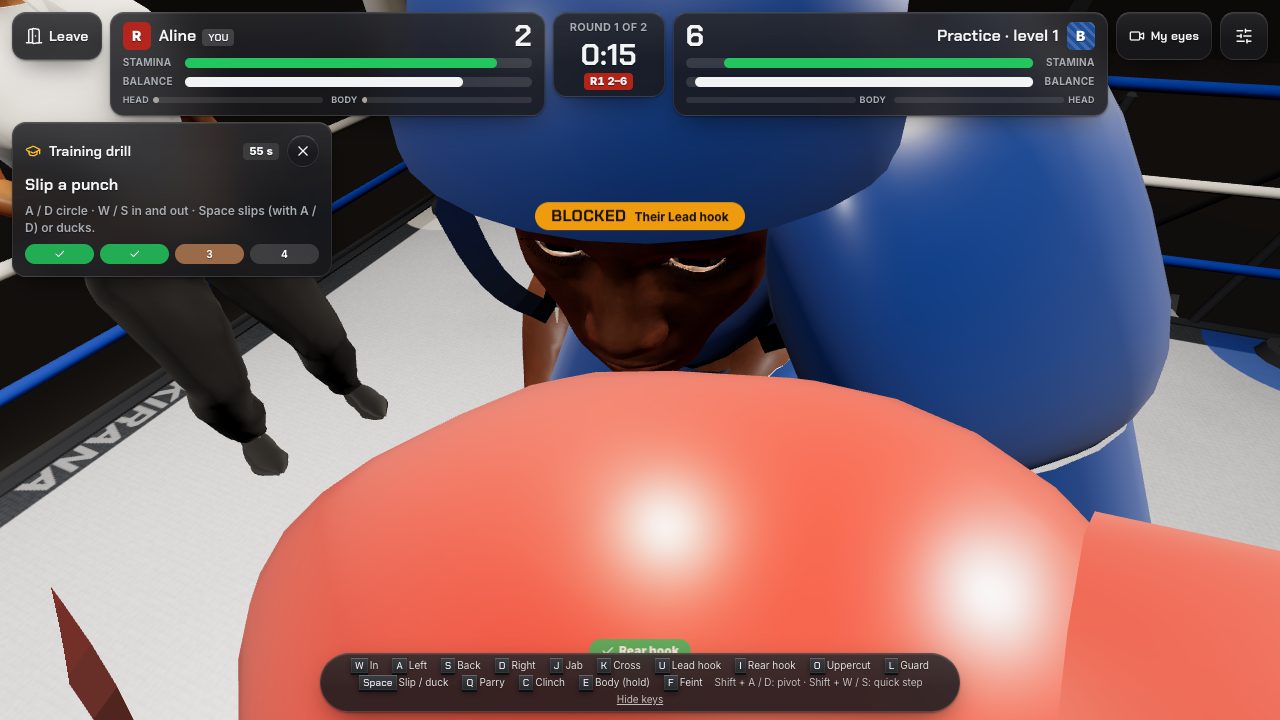 Leave
R Aline YOU 2
STAMINA
BALANCE
HEAD BODY
ROUND 1 OF 2
0:15
R1 2–6
6 Practice · level 1 B
STAMINA
BALANCE
BODY HEAD
My eyes
Training drill 55 s
Slip a punch
A / D circle · W / S in and out · Space slips (with A /
D) or ducks.
3 4
BLOCKED Their Lead hook
KIRANA
Rear hook
W In A Left S Back D Right J Jab K Cross U Lead hook I Rear hook O Uppercut L Guard
Space Slip / duck Q Parry C Clinch E Body (hold) F Feint Shift + A / D: pivot · Shift + W / S: quick step
Hide keys